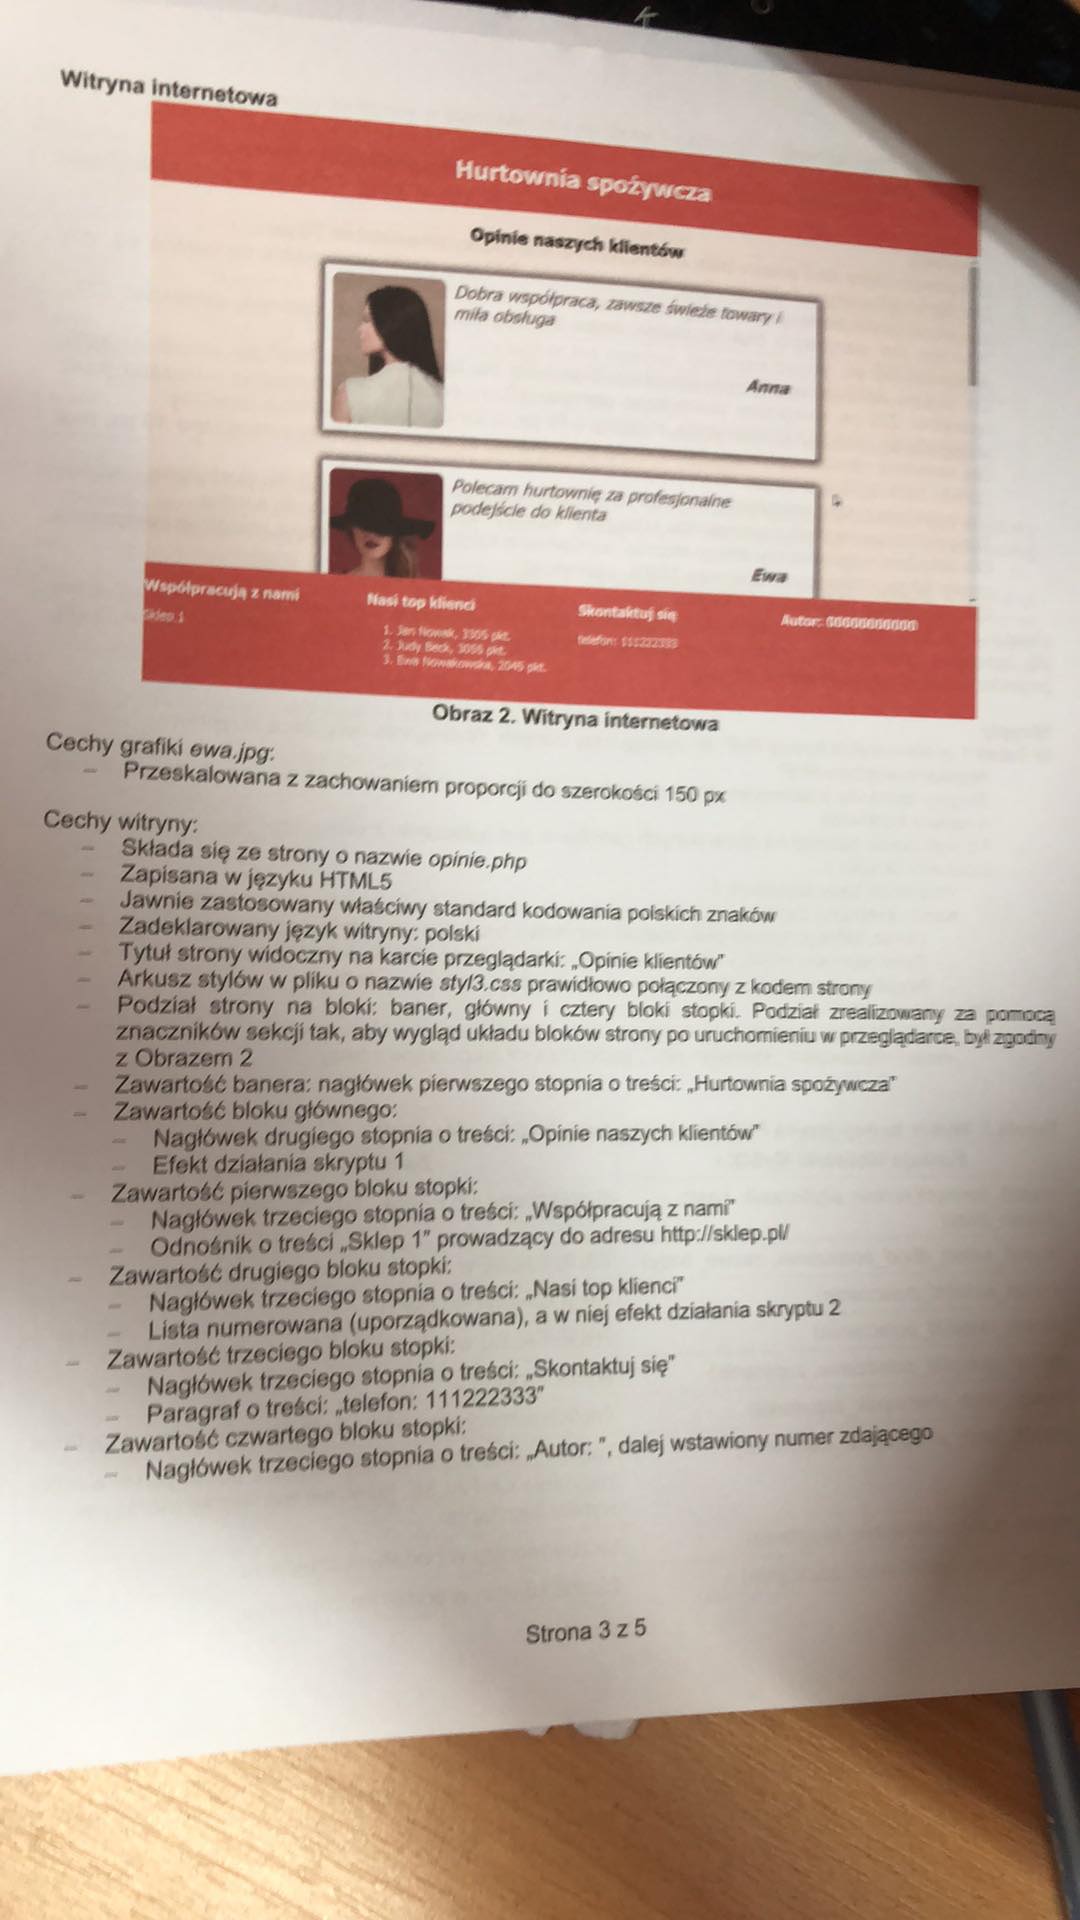 Witryna internetowa
Hurtownia spożywcza
Opinie naszych klientów
Dobra współpraca, zawsze świeże towary i
miła obsługa
Anna
Polecam hurtownię za profesjonalne
podejście do klienta
Ewa
Współpracują z nami
Sklep 1
Nasi top klienci
1. Jan Nowak, 3305 pkt.
2. Judy Beck, 3055 pkt.
3. Ewa Nowakowska, 2045 pkt.
Skontaktuj się
telefon: 111222333
Autor: 00000000000
Obraz 2. Witryna internetowa
Cechy grafiki ewa.jpg:
– Przeskalowana z zachowaniem proporcji do szerokości 150 px
Cechy witryny:
– Składa się ze strony o nazwie opinie.php
– Zapisana w języku HTML5
– Jawnie zastosowany właściwy standard kodowania polskich znaków
– Zadeklarowany język witryny: polski
– Tytuł strony widoczny na karcie przeglądarki: „Opinie klientów”
– Arkusz stylów w pliku o nazwie styl3.css prawidłowo połączony z kodem strony
– Podział strony na bloki: baner, główny i cztery bloki stopki. Podział zrealizowany za pomocą
znaczników sekcji tak, aby wygląd układu bloków strony po uruchomieniu w przeglądarce, był zgodny
z Obrazem 2
– Zawartość banera: nagłówek pierwszego stopnia o treści: „Hurtownia spożywcza”
– Zawartość bloku głównego:
– Nagłówek drugiego stopnia o treści: „Opinie naszych klientów”
– Efekt działania skryptu 1
– Zawartość pierwszego bloku stopki:
– Nagłówek trzeciego stopnia o treści: „Współpracują z nami”
– Odnośnik o treści „Sklep 1” prowadzący do adresu http://sklep.pl/
– Zawartość drugiego bloku stopki:
– Nagłówek trzeciego stopnia o treści: „Nasi top klienci”
– Lista numerowana (uporządkowana), a w niej efekt działania skryptu 2
– Zawartość trzeciego bloku stopki:
– Nagłówek trzeciego stopnia o treści: „Skontaktuj się”
– Paragraf o treści: „telefon: 111222333”
– Zawartość czwartego bloku stopki:
– Nagłówek trzeciego stopnia o treści: „Autor: ”, dalej wstawiony numer zdającego
Strona 3 z 5